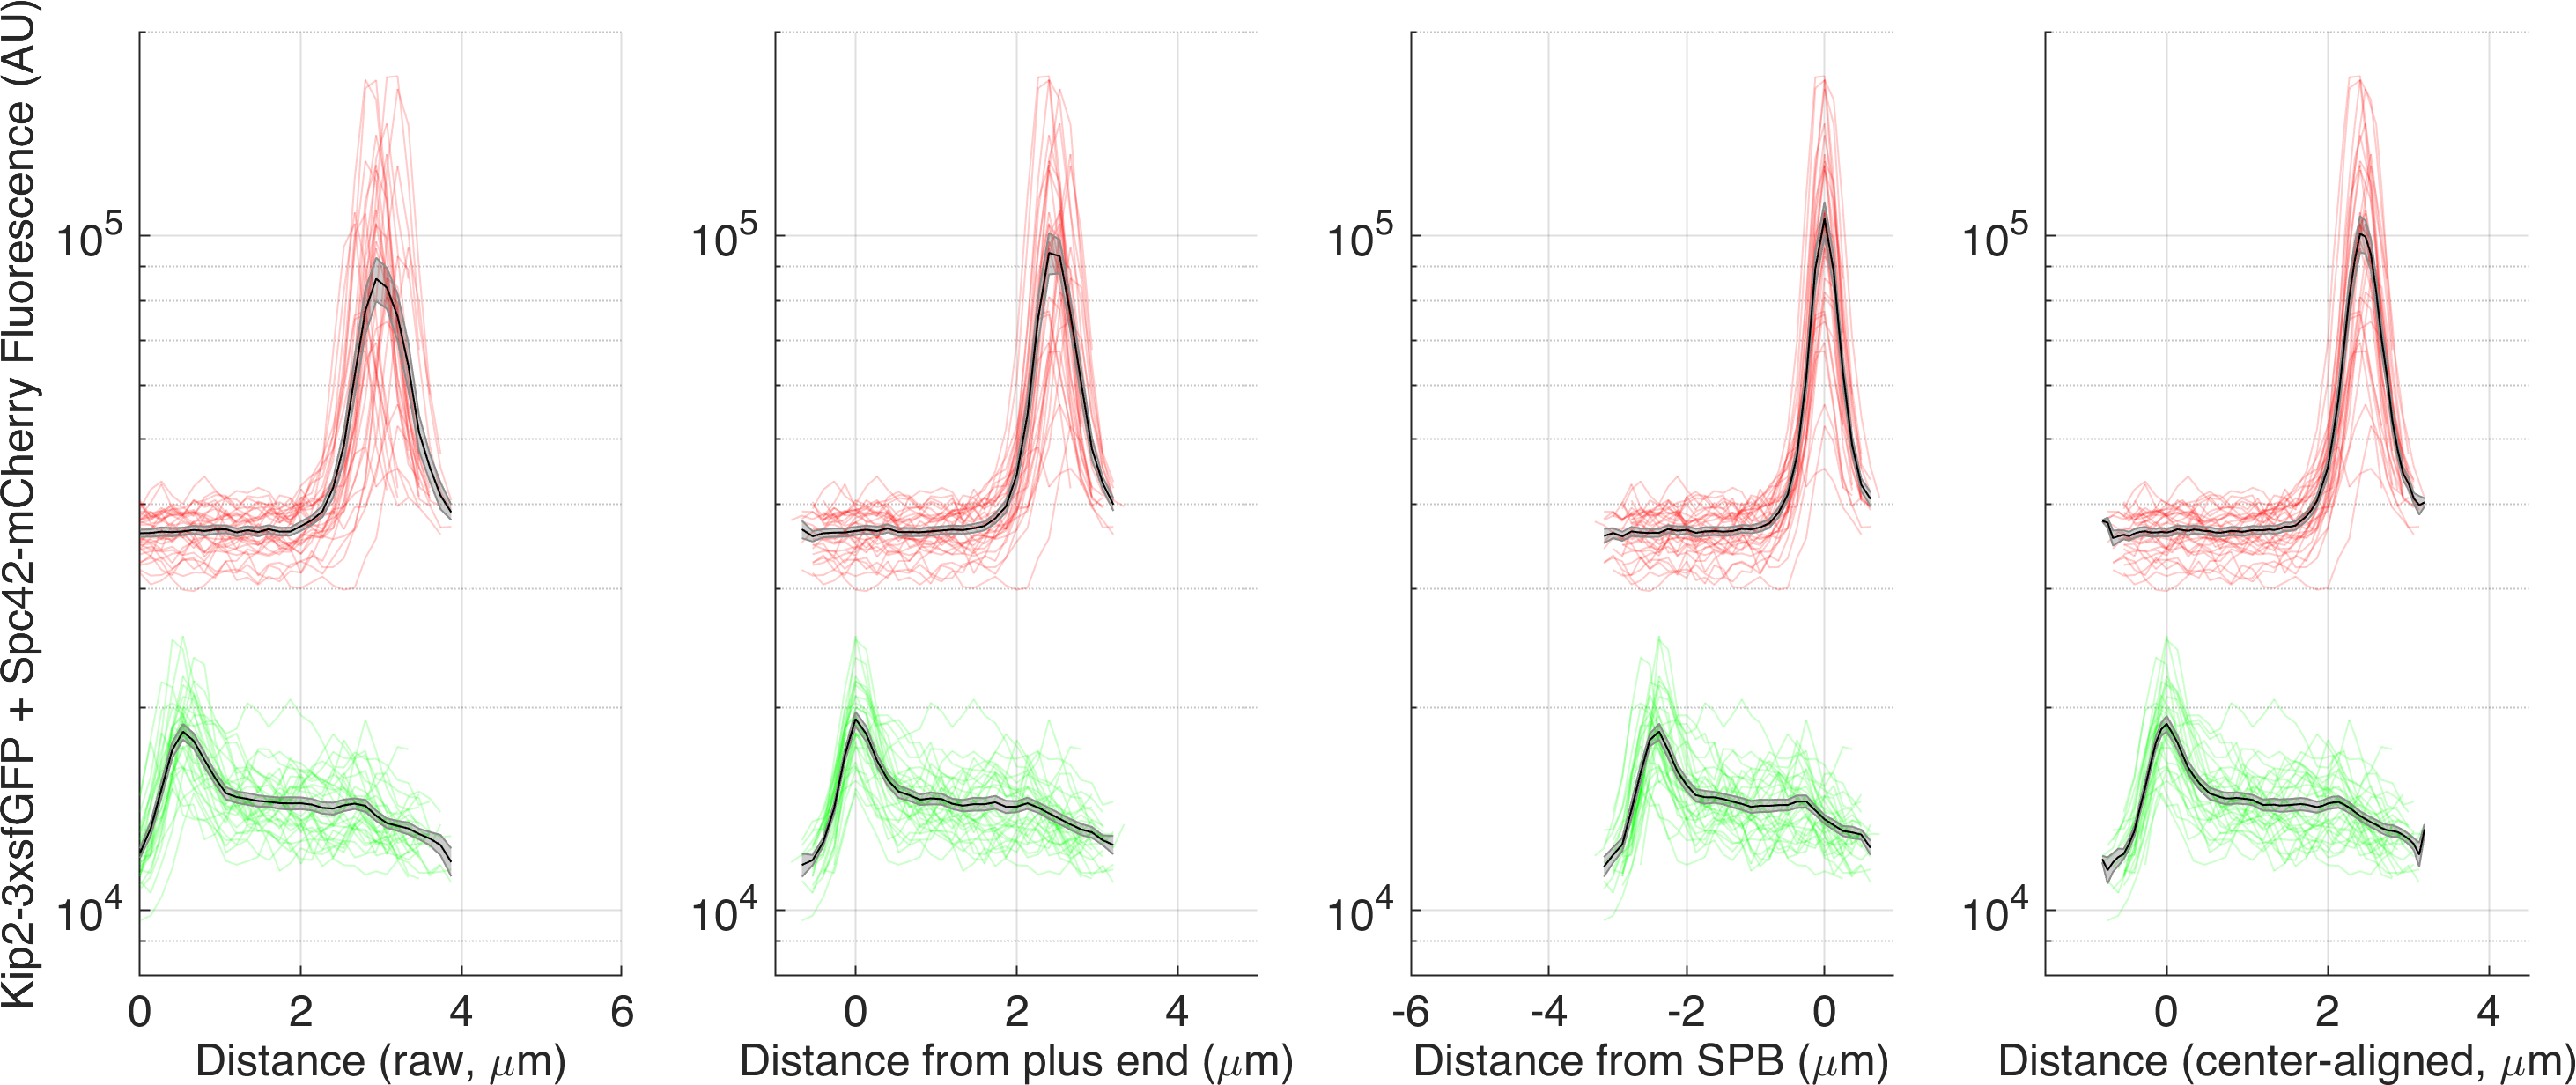 Kip2-3xsfGFP + Spc42-mCherry Fluorescence (AU)
10^5
10^4
0 2 4 6
Distance (raw, μm)
10^5
10^4
0 2 4
Distance from plus end (μm)
10^5
10^4
-6 -4 -2 0
Distance from SPB (μm)
10^5
10^4
0 2 4
Distance (center-aligned, μm)